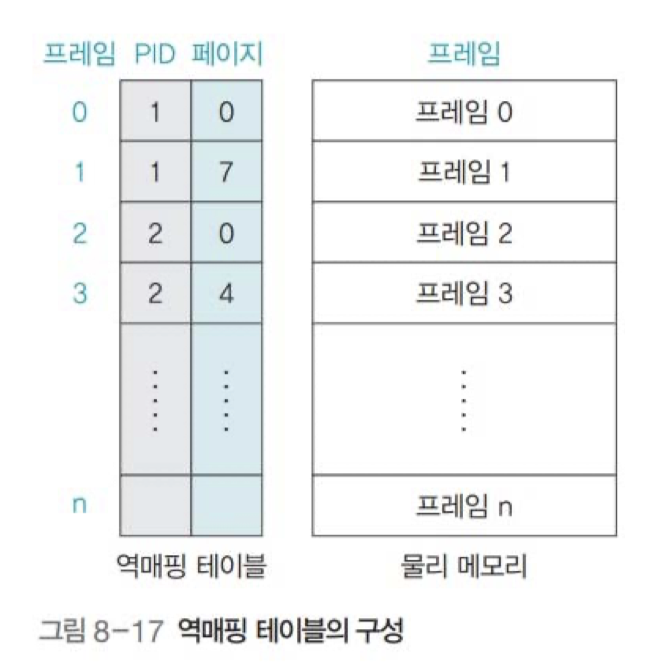 프레임 PID 페이지 프레임
0 1 0 프레임 0
1 1 7 프레임 1
2 2 0 프레임 2
3 2 4 프레임 3
n 프레임 n
역매핑 테이블 물리 메모리
그림 8-17 역매핑 테이블의 구성